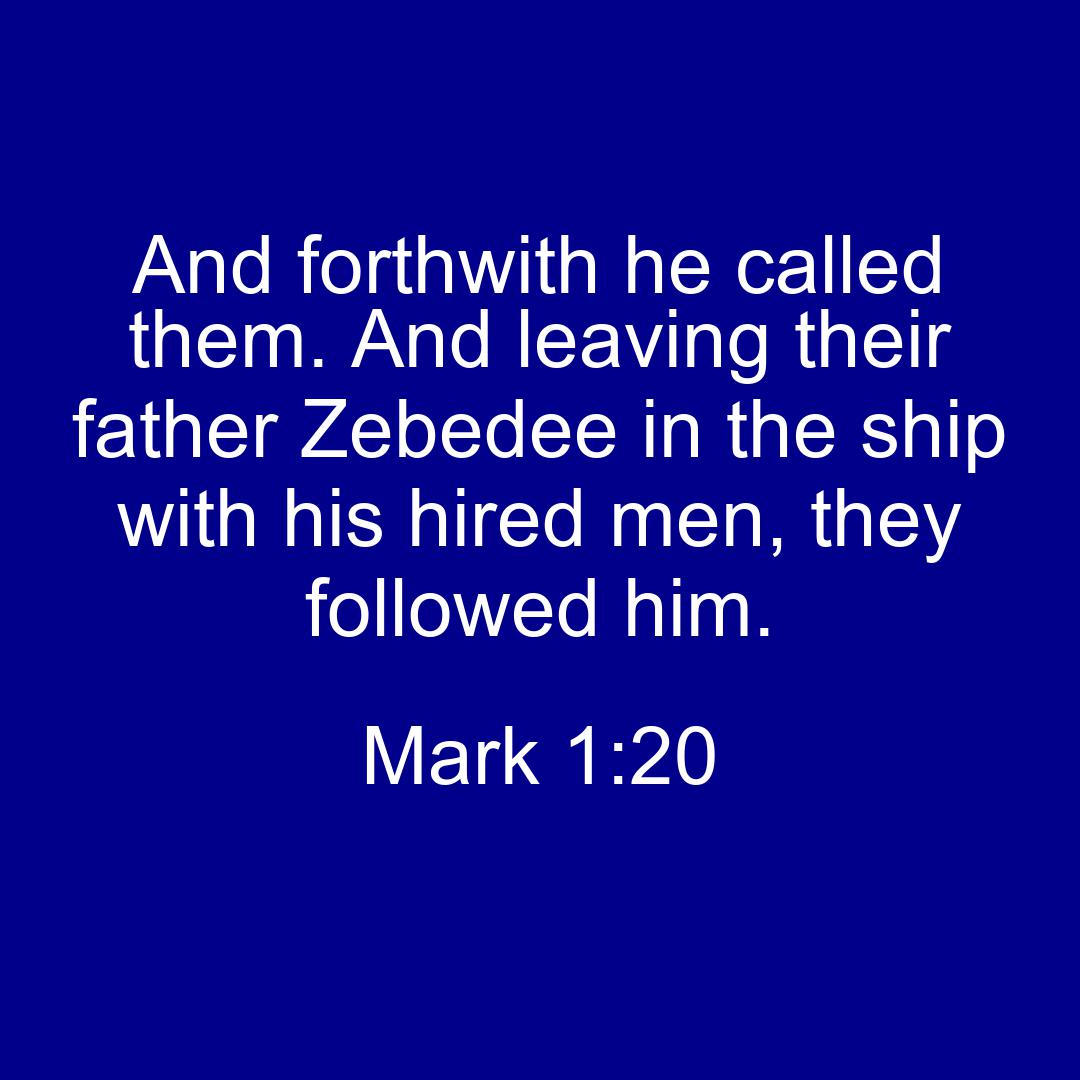 And forthwith he called
them. And leaving their
father Zebedee in the ship
with his hired men, they
followed him.
Mark 1:20